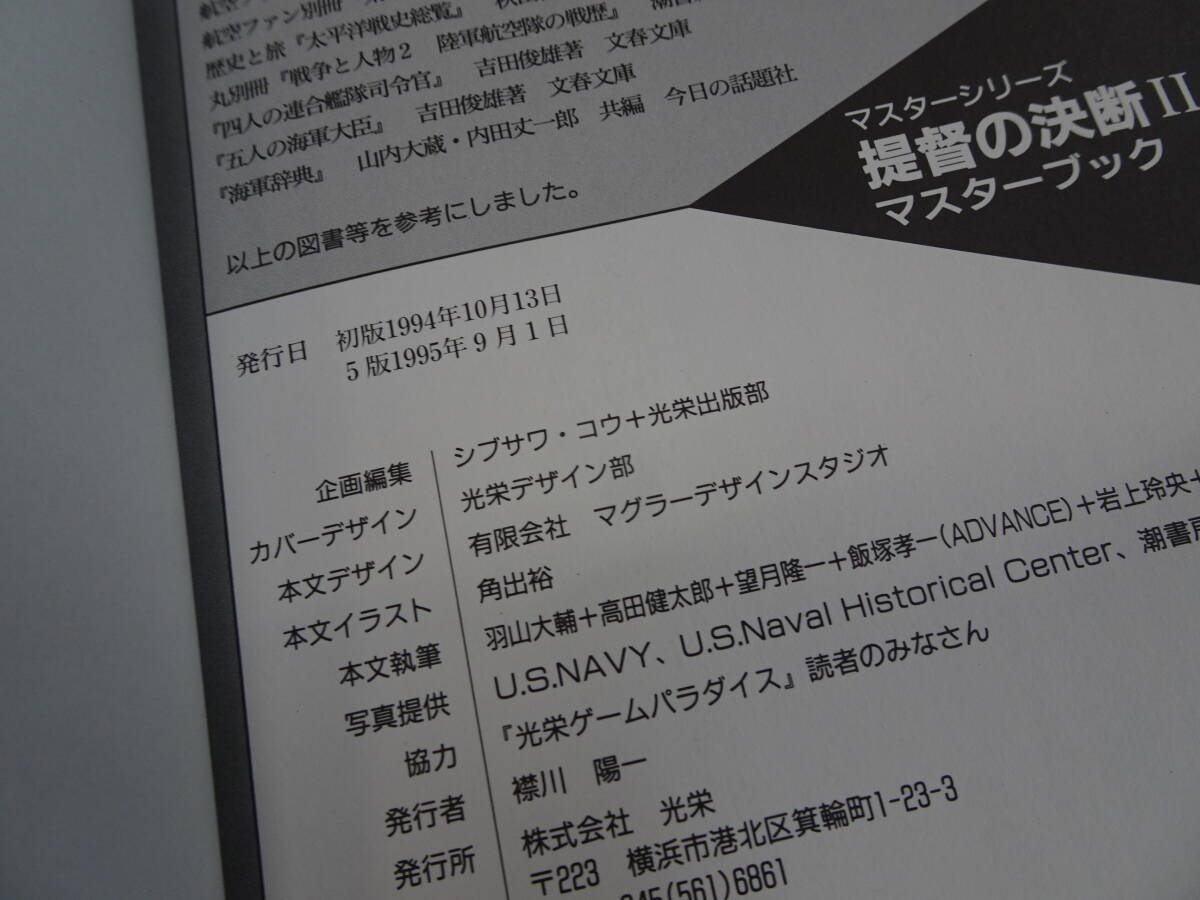 航空ファン別冊
歴史と旅『太平洋戦史総覧』
丸別冊『戦争と人物2 陸軍航空隊の戦歴』
『四人の連合艦隊司令官』 吉田俊雄著 文春文庫
『五人の海軍大臣』 吉田俊雄著 文春文庫
『海軍辞典』 山内大蔵・内田丈一郎 共編 今日の話題社
以上の図書等を参考にしました。
マスターシリーズ
提督の決断II
マスターブック
発行日 初版1994年10月13日
5版1995年9月1日
企画編集 シブサワ・コウ+光栄出版部
カバーデザイン 光栄デザイン部
本文デザイン 有限会社 マグラーデザインスタジオ
本文イラスト 角出裕
本文執筆 羽山大輔+高田健太郎+望月隆一+飯塚孝一(ADVANCE)+岩上玲央+
写真提供 U.S.NAVY、U.S.Naval Historical Center、潮書房
協力 『光栄ゲームパラダイス』読者のみなさん
発行者 襟川 陽一
発行所 株式会社 光栄
〒223 横浜市港北区箕輪町1-23-3
045(561)6861